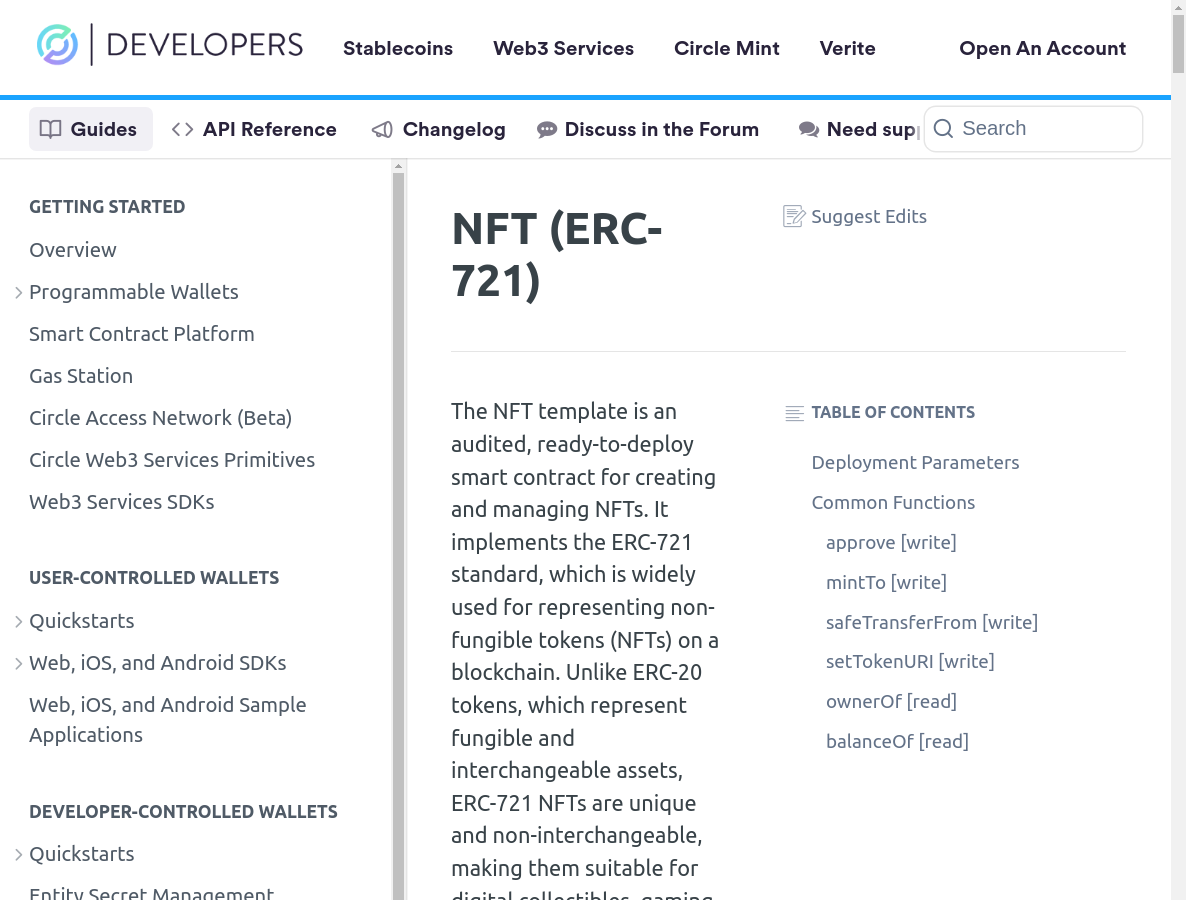 DEVELOPERS
Stablecoins
Web3 Services
Circle Mint
Verite
Open An Account
Guides
API Reference
Changelog
Discuss in the Forum
Need sup
Search
GETTING STARTED
Overview
Programmable Wallets
Smart Contract Platform
Gas Station
Circle Access Network (Beta)
Circle Web3 Services Primitives
Web3 Services SDKs
USER-CONTROLLED WALLETS
Quickstarts
Web, iOS, and Android SDKs
Web, iOS, and Android Sample
Applications
DEVELOPER-CONTROLLED WALLETS
Quickstarts
Entity Secret Management
NFT (ERC-
721)
Suggest Edits
The NFT template is an
audited, ready-to-deploy
smart contract for creating
and managing NFTs. It
implements the ERC-721
standard, which is widely
used for representing non-
fungible tokens (NFTs) on a
blockchain. Unlike ERC-20
tokens, which represent
fungible and
interchangeable assets,
ERC-721 NFTs are unique
and non-interchangeable,
making them suitable for
digital collectibles, gaming
TABLE OF CONTENTS
Deployment Parameters
Common Functions
approve [write]
mintTo [write]
safeTransferFrom [write]
setTokenURI [write]
ownerOf [read]
balanceOf [read]